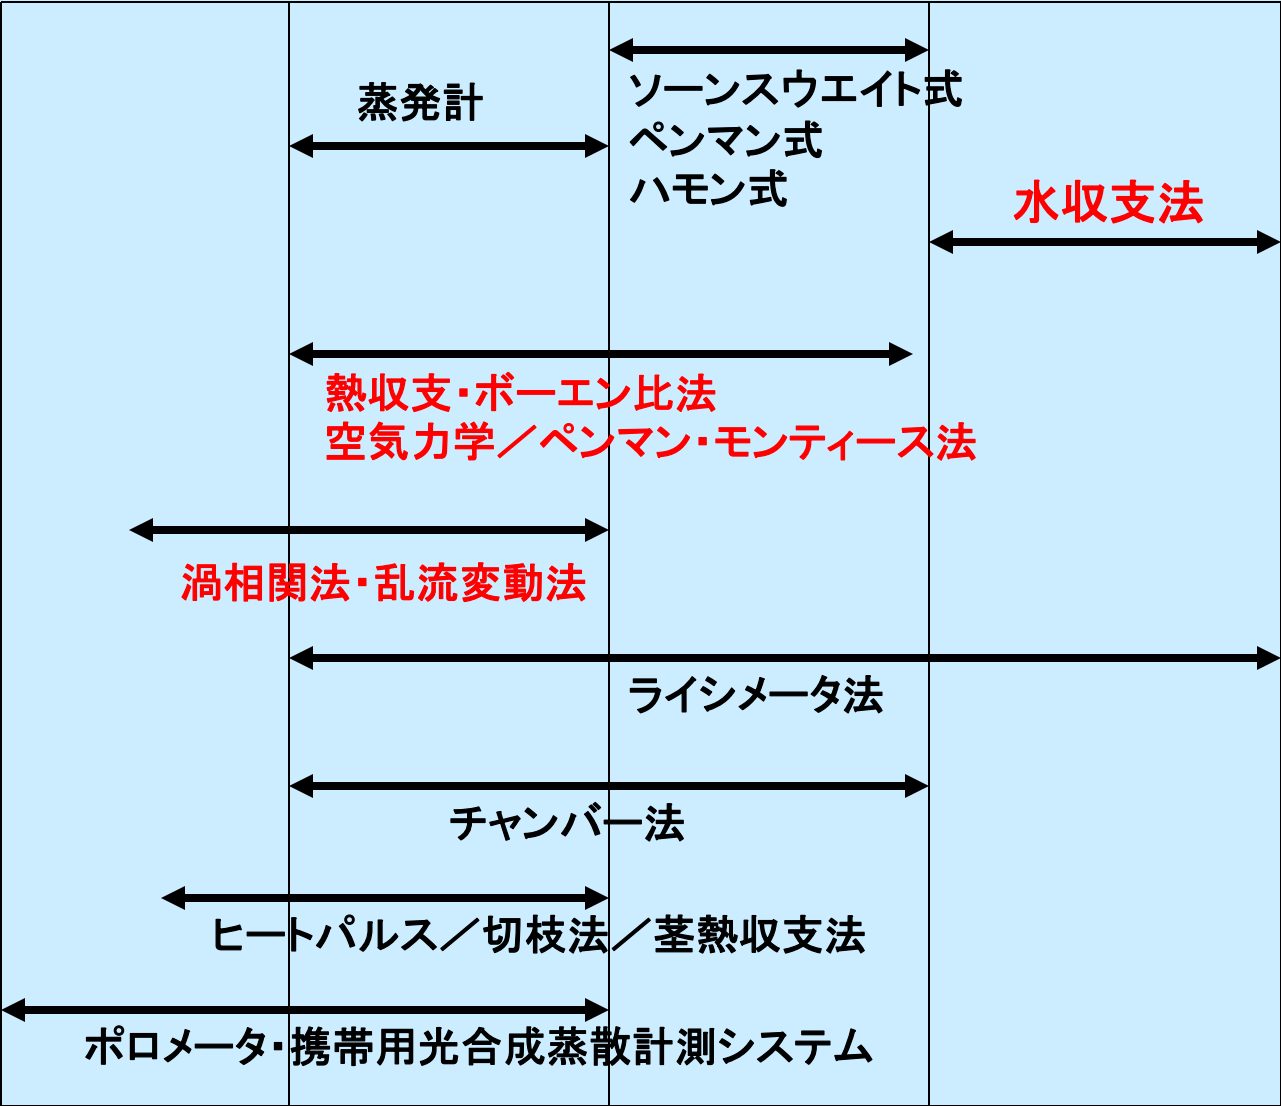 蒸発計
ソーンスウエイト式
ペンマン式
ハモン式
水収支法
熱収支・ボーエン比法
空気力学／ペンマン・モンティース法
渦相関法・乱流変動法
ライシメータ法
チャンバー法
ヒートパルス／切枝法／茎熱収支法
ポロメータ・携帯用光合成蒸散計測システム